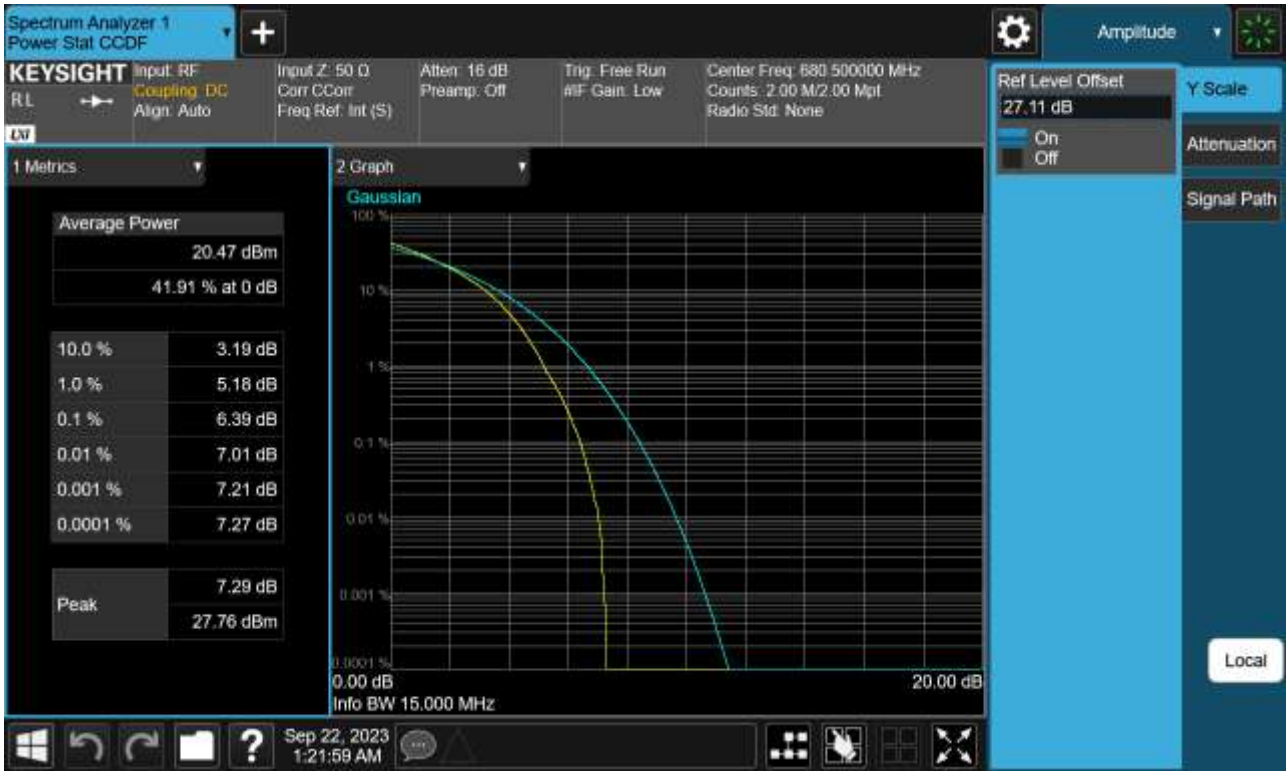 Spectrum Analyzer 1
Power Stat CCDF
+
Amplitude
KEYSIGHT
RL
LXI
Input: RF
Coupling: DC
Align: Auto
Input Z: 50 Ω
Corr CCorr
Freq Ref: Int (S)
Atten: 16 dB
Preamp: Off
Trig: Free Run
#IF Gain: Low
Center Freq: 680.500000 MHz
Counts: 2.00 M/2.00 Mpt
Radio Std: None
Ref Level Offset
27.11 dB
On
Off
Y Scale
Attenuation
Signal Path
Local
1 Metrics
Average Power
20.47 dBm
41.91 % at 0 dB
10.0 % 3.19 dB
1.0 % 5.18 dB
0.1 % 6.39 dB
0.01 % 7.01 dB
0.001 % 7.21 dB
0.0001 % 7.27 dB
Peak
7.29 dB
27.76 dBm
2 Graph
Gaussian
100 %
10 %
1 %
0.1 %
0.01 %
0.001 %
0.0001 %
0.00 dB
20.00 dB
Info BW 15.000 MHz
?
Sep 22, 2023
1:21:59 AM